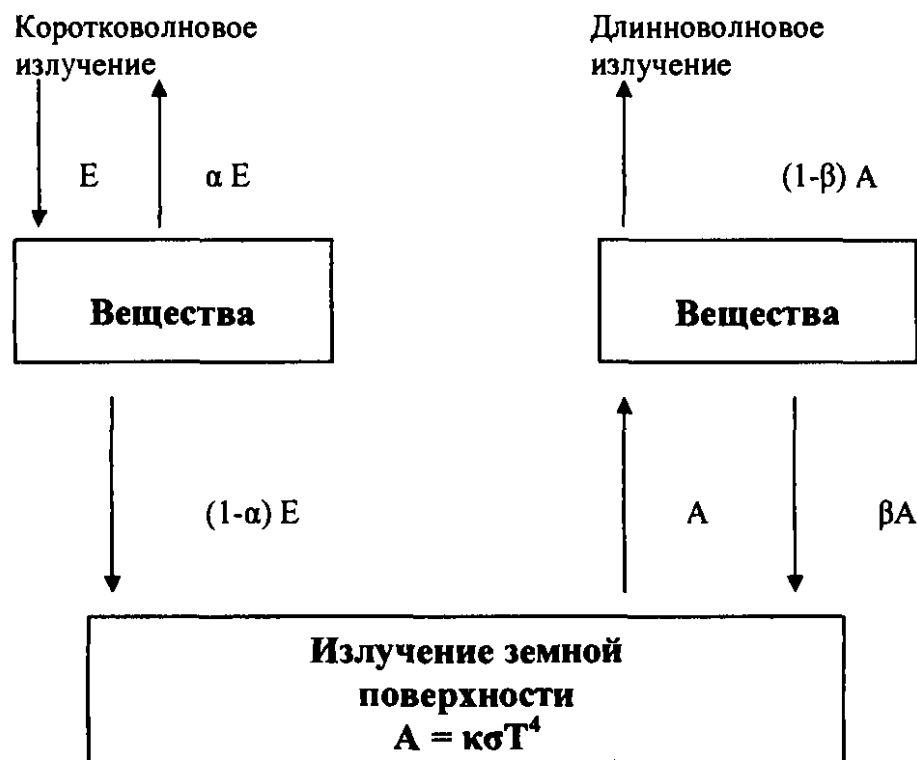 Коротковолновое
излучение
Длинноволновое
излучение
E
α E
(1-β) A
Вещества
Вещества
(1-α) E
A
βA
Излучение земной
поверхности
A = κσT⁴